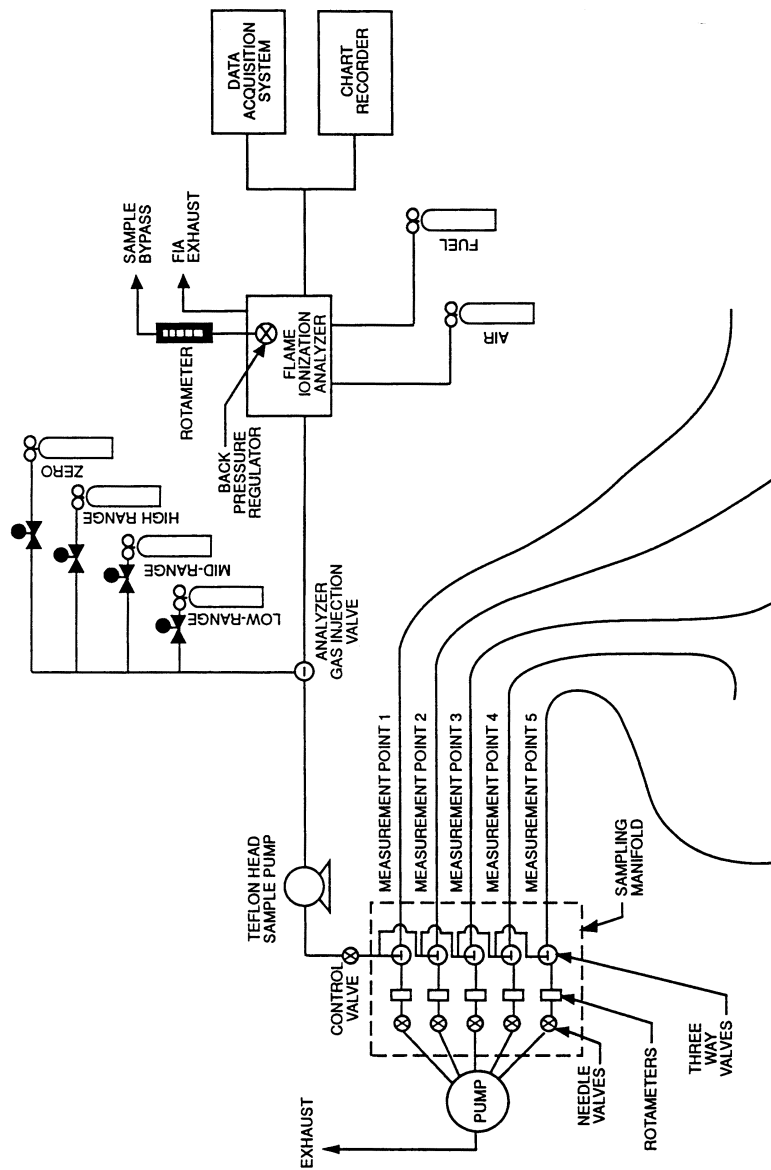 DATA
ACQUISITION
SYSTEM
CHART
RECORDER
SAMPLE
BYPASS
FIA
EXHAUST
ROTAMETER
BACK
PRESSURE
REGULATOR
FLAME
IONIZATION
ANALYZER
FUEL
AIR
ZERO
HIGH RANGE
MID-RANGE
LOW-RANGE
ANALYZER
GAS INJECTION
VALVE
TEFLON HEAD
SAMPLE PUMP
CONTROL
VALVE
MEASUREMENT POINT 1
MEASUREMENT POINT 2
MEASUREMENT POINT 3
MEASUREMENT POINT 4
MEASUREMENT POINT 5
SAMPLING
MANIFOLD
THREE
WAY
VALVES
ROTAMETERS
NEEDLE
VALVES
PUMP
EXHAUST